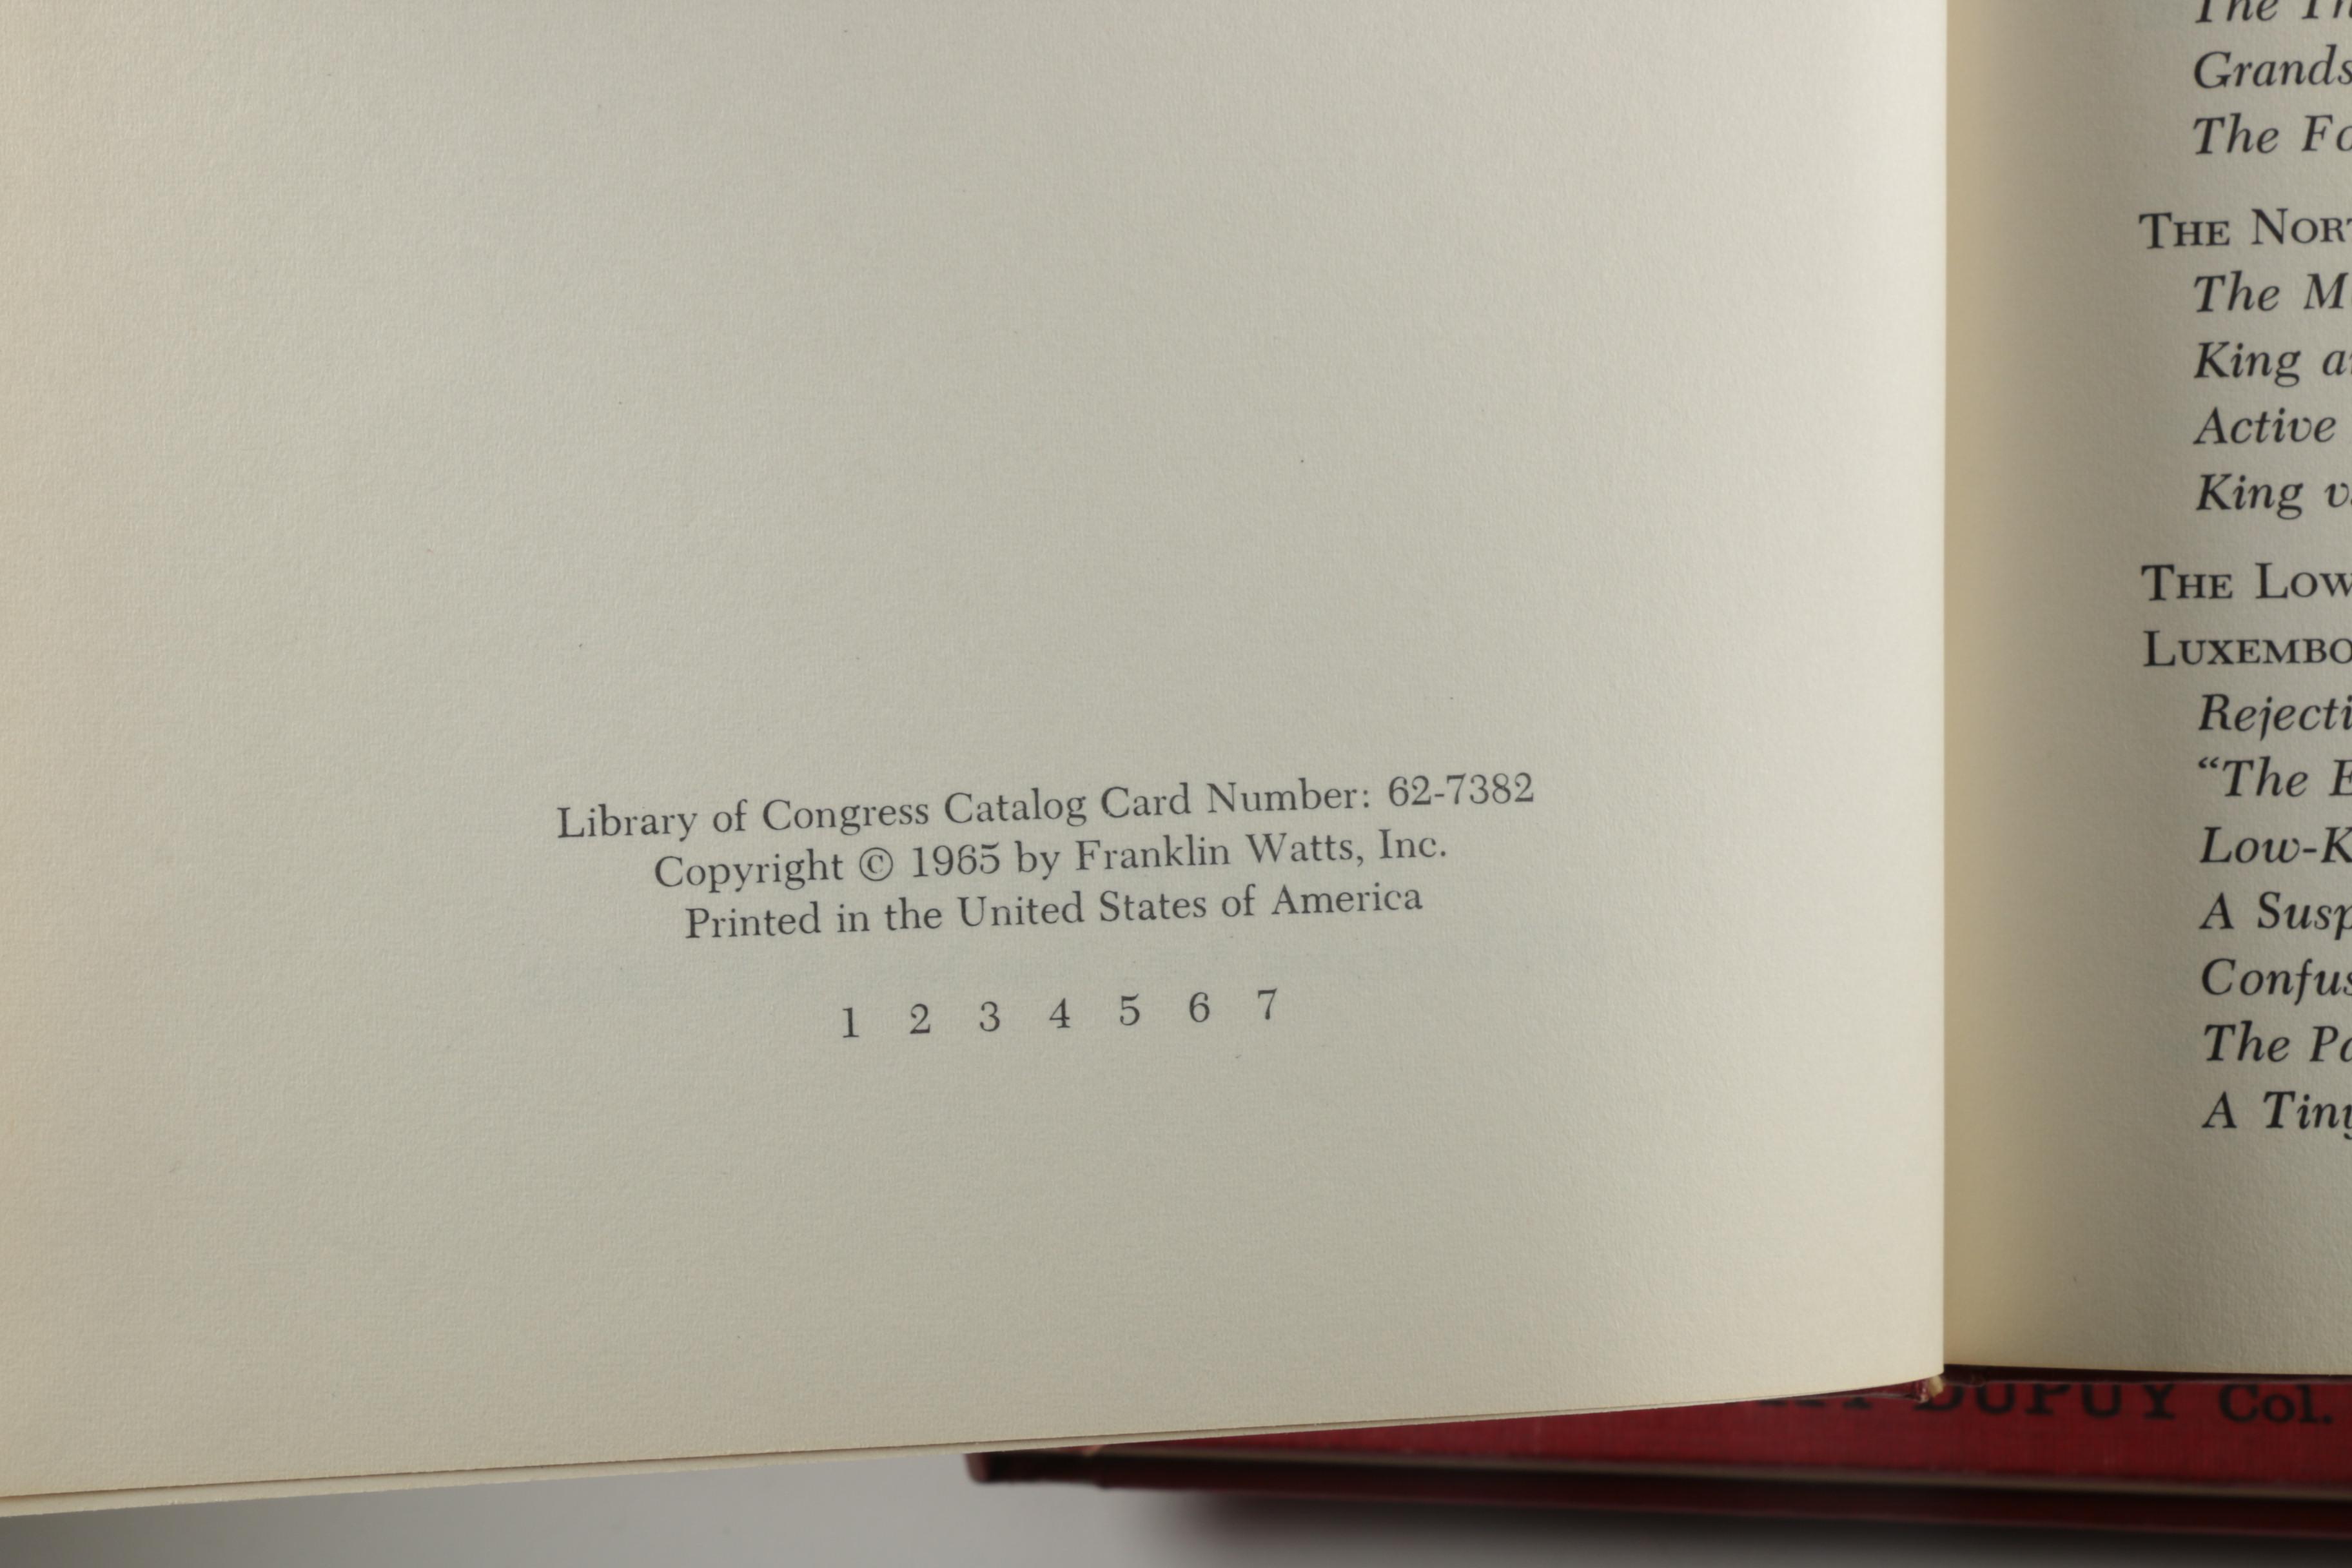 Library of Congress Catalog Card Number: 62-7382
Copyright © 1965 by Franklin Watts, Inc.
Printed in the United States of America
1 2 3 4 5 6 7
The
Grands
The Fo
THE NOR
The M
King a
Active
King v
THE LOW
LUXEMBO
Rejecti
“The E
Low-K
A Susp
Confus
The Pa
A Tiny
DUPUY Col.